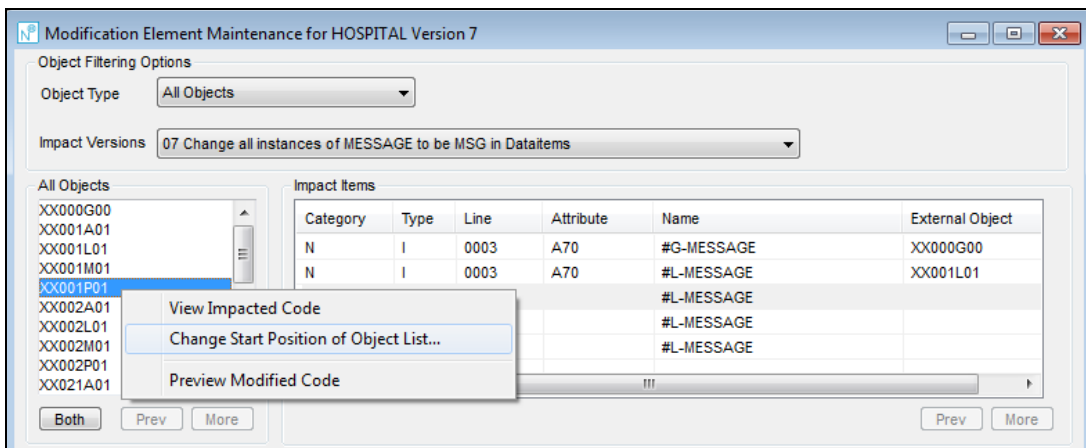 Modification Element Maintenance for HOSPITAL Version 7
Object Filtering Options
Object Type All Objects
Impact Versions 07 Change all instances of MESSAGE to be MSG in Dataitems
All Objects
XX000G00
XX001A01
XX001L01
XX001M01
XX001P01
XX002A01
XX002L01
XX002M01
XX002P01
XX021A01
Both Prev More
View Impacted Code
Change Start Position of Object List...
Preview Modified Code
Impact Items
Category Type Line Attribute Name External Object
N I 0003 A70 #G-MESSAGE XX000G00
N I 0003 A70 #L-MESSAGE XX001L01
#L-MESSAGE
#L-MESSAGE
#L-MESSAGE
Prev More